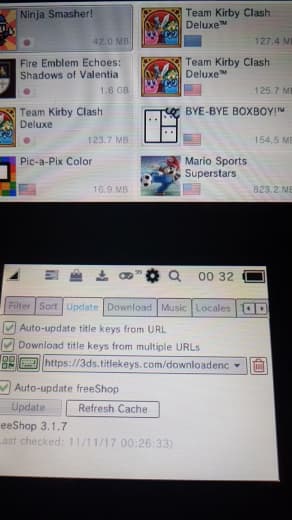 Ninja Smasher!
42.0 MB
Team Kirby Clash
Deluxe™
127.4 M
Fire Emblem Echoes:
Shadows of Valentia
1.8 GB
Team Kirby Clash
Deluxe™
125.7 M
Team Kirby Clash
Deluxe
123.7 MB
BYE-BYE BOXBOY!™
154.5 M
Pic-a-Pix Color
16.9 MB
Mario Sports
Superstars
823.2 MB
00 32
Filter Sort Update Download Music Locales T
Auto-update title keys from URL
Download title keys from multiple URLs
https://3ds.titlekeys.com/downloadenc
Auto-update freeShop
Update Refresh Cache
eeShop 3.1.7
ast checked: 11/11/17 00:26:33)